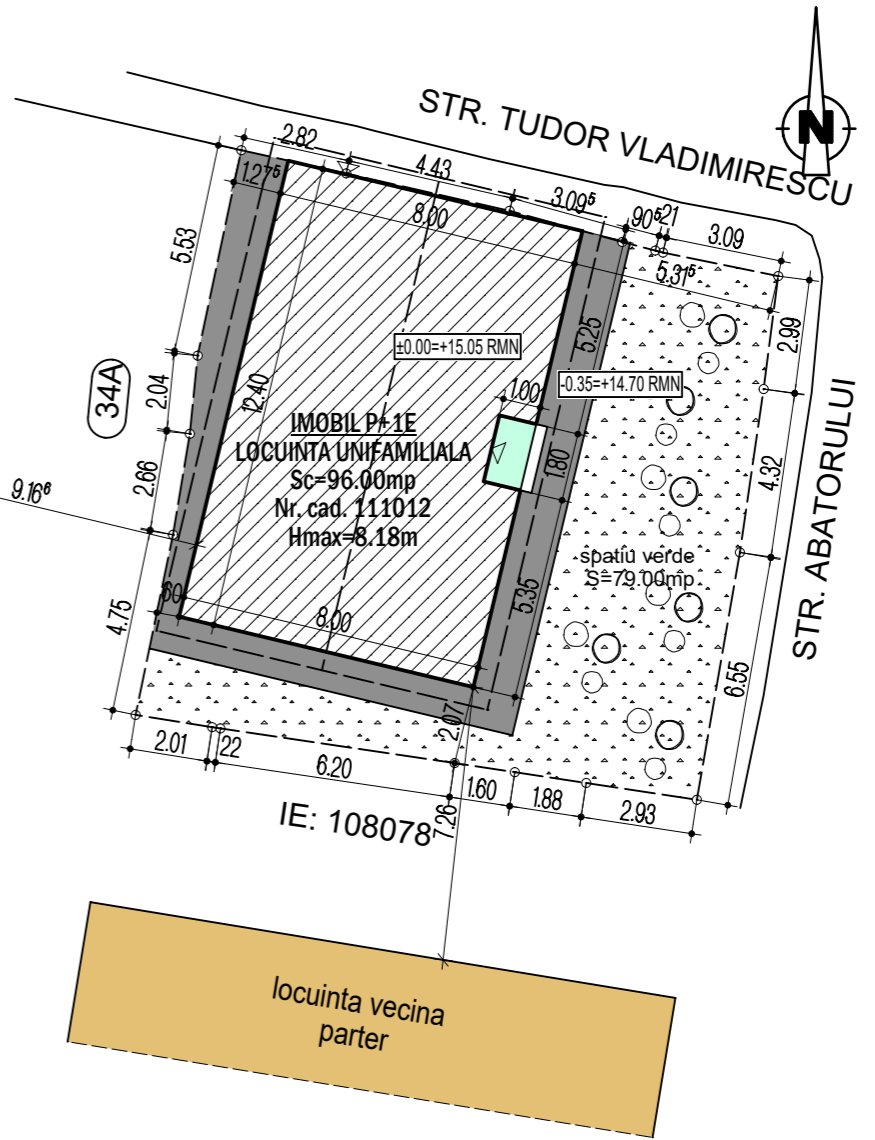 N
STR. TUDOR VLADIMIRESCU
2.82
4.43
3.09⁵
90⁵
21
3.09
1.27⁵
8.00
5.31⁵
5.53
2.99
5.25
±0.00=+15.05 RMN
-0.35=+14.70 RMN
34A
2.04
12.40
1.00
STR. ABATORULUI
IMOBIL P+1E
LOCUINTA UNIFAMILIALA
Sc=96.00mp
Nr. cad. 111012
Hmax=8.18m
1.80
4.32
2.66
9.16⁶
spatiu verde
S=79.00mp
5.35
60
8.00
4.75
6.55
2.07
2.01
22
6.20
1.60
1.88
2.93
IE: 108078
7.26
locuinta vecina
parter